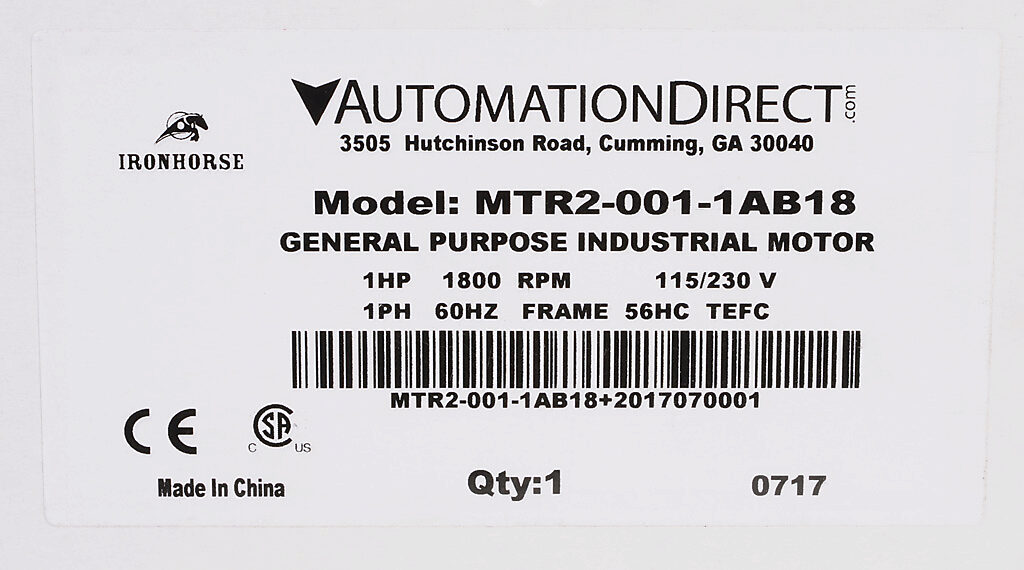 IRONHORSE
AUTOMATIONDIRECT.com
3505 Hutchinson Road, Cumming, GA 30040
Model: MTR2-001-1AB18
GENERAL PURPOSE INDUSTRIAL MOTOR
1HP 1800 RPM 115/230 V
1PH 60HZ FRAME 56HC TEFC
MTR2-001-1AB18+2017070001
CE
C SA US
Made In China
Qty:1
0717